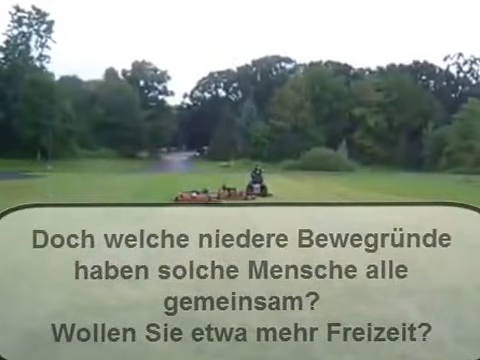 Doch welche niedere Bewegründe
haben solche Mensche alle
gemeinsam?
Wollen Sie etwa mehr Freizeit?